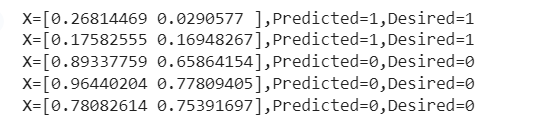 X=[0.26814469 0.0290577 ],Predicted=1,Desired=1
X=[0.17582555 0.16948267],Predicted=1,Desired=1
X=[0.89337759 0.65864154],Predicted=0,Desired=0
X=[0.96440204 0.77809405],Predicted=0,Desired=0
X=[0.78082614 0.75391697],Predicted=0,Desired=0